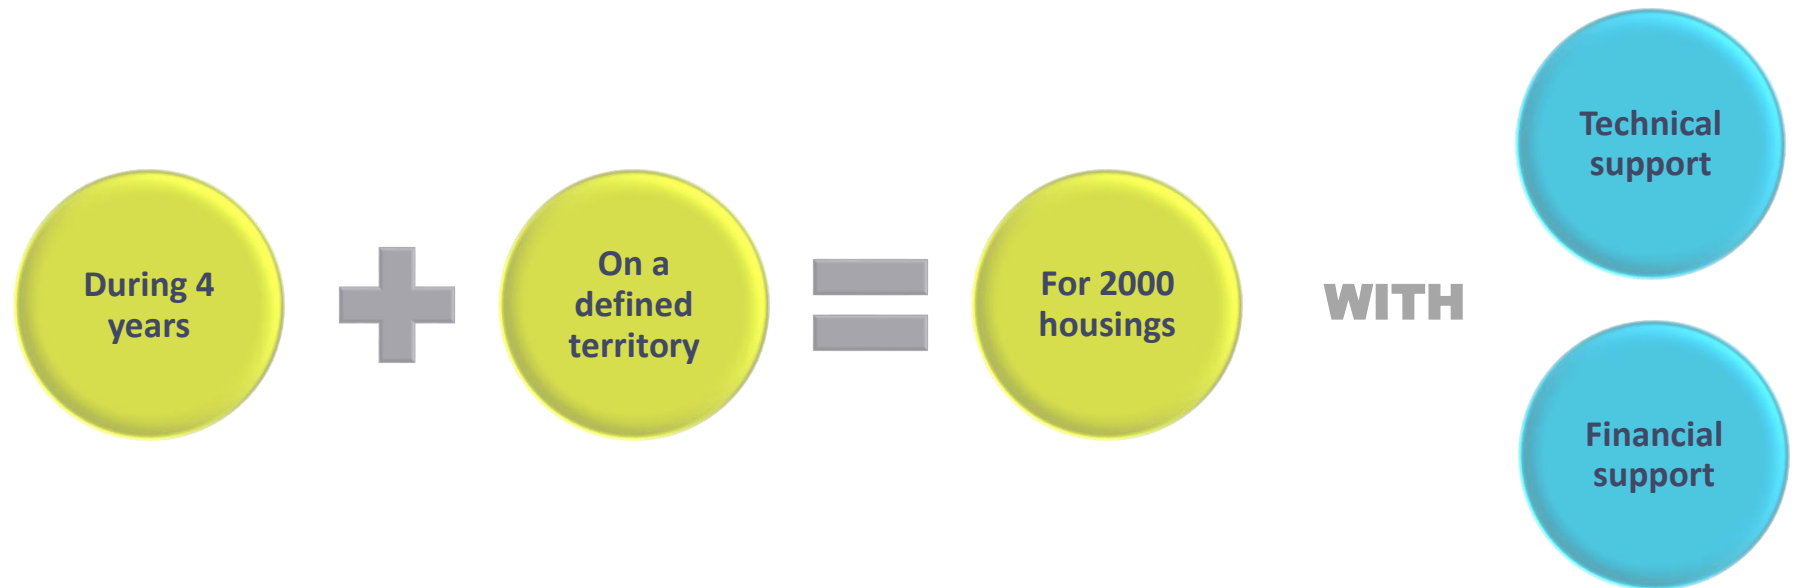 During 4
years
On a
defined
territory
For 2000
housings
WITH
Technical
support
Financial
support